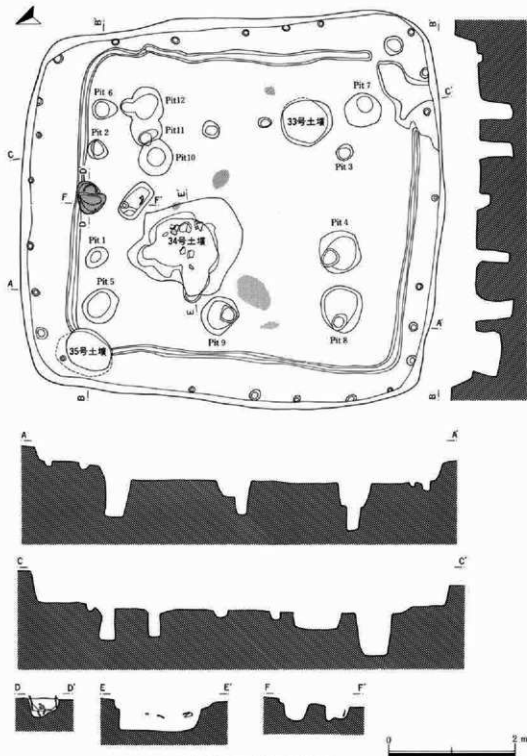 B'
B'
Pit 6
Pit12
Pit 7
C'
Pit11
33号土壙
Pit 2
Pit10
Pit 3
C
F
F'
E
D
34号土壙
Pit 4
Pit 1
A
Pit 5
E'
A'
Pit 9
Pit 8
35号土壙
B
B
A
A'
C
C'
D
D'
E
E'
F
F'
0
2 m